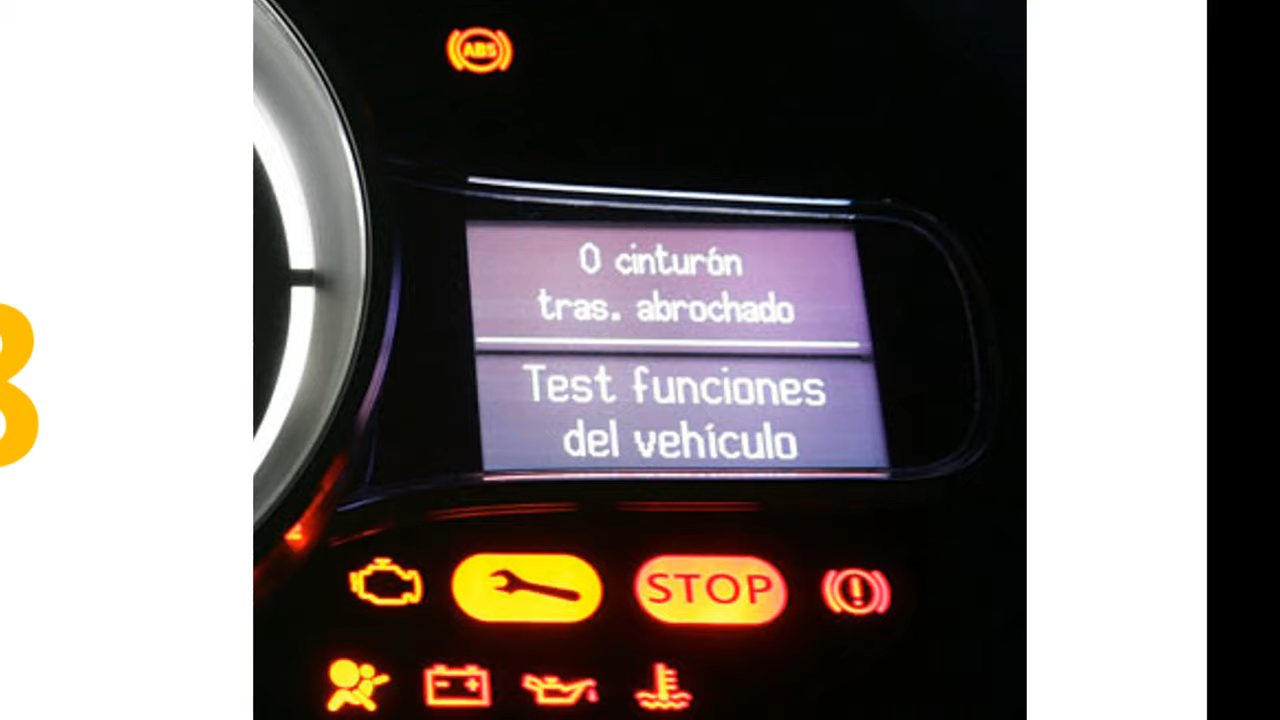 ABS
0 cinturón
tras. abrochado
Test funciones
del vehículo
STOP